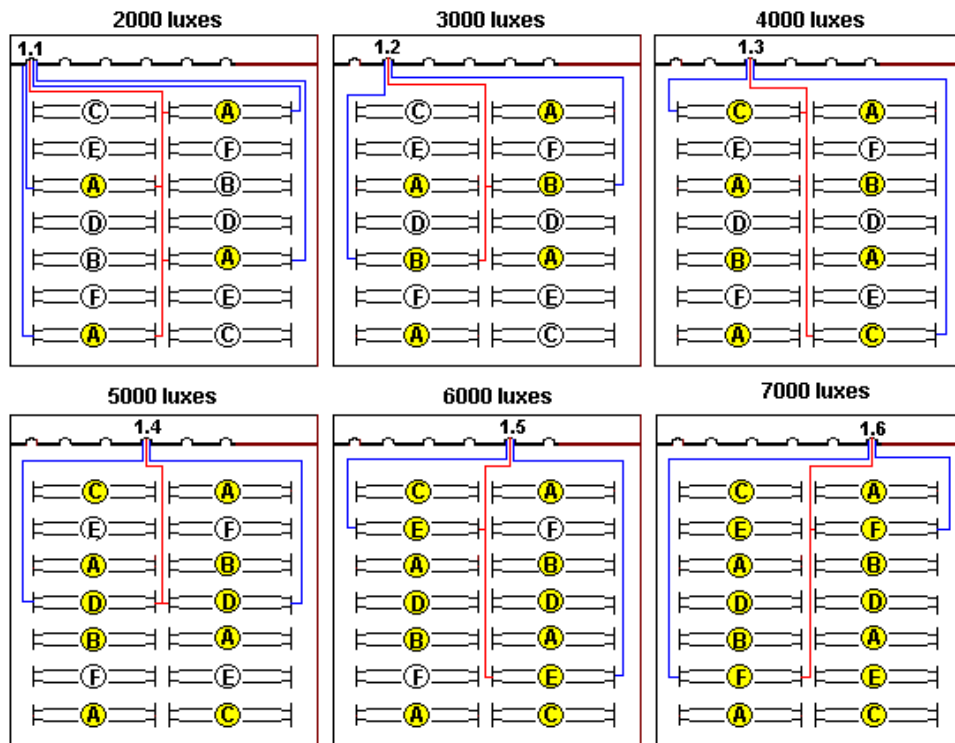 2000 luxes
3000 luxes
4000 luxes
1.1
1.2
1.3
C A
C A
C A
E F
E F
E F
A B
A B
A B
D D
D D
D D
B A
B A
B A
F E
F E
F E
A C
A C
A C
5000 luxes
6000 luxes
7000 luxes
1.4
1.5
1.6
C A
C A
C A
E F
E F
E F
A B
A B
A B
D D
D D
D D
B A
B A
B A
F E
F E
F E
A C
A C
A C